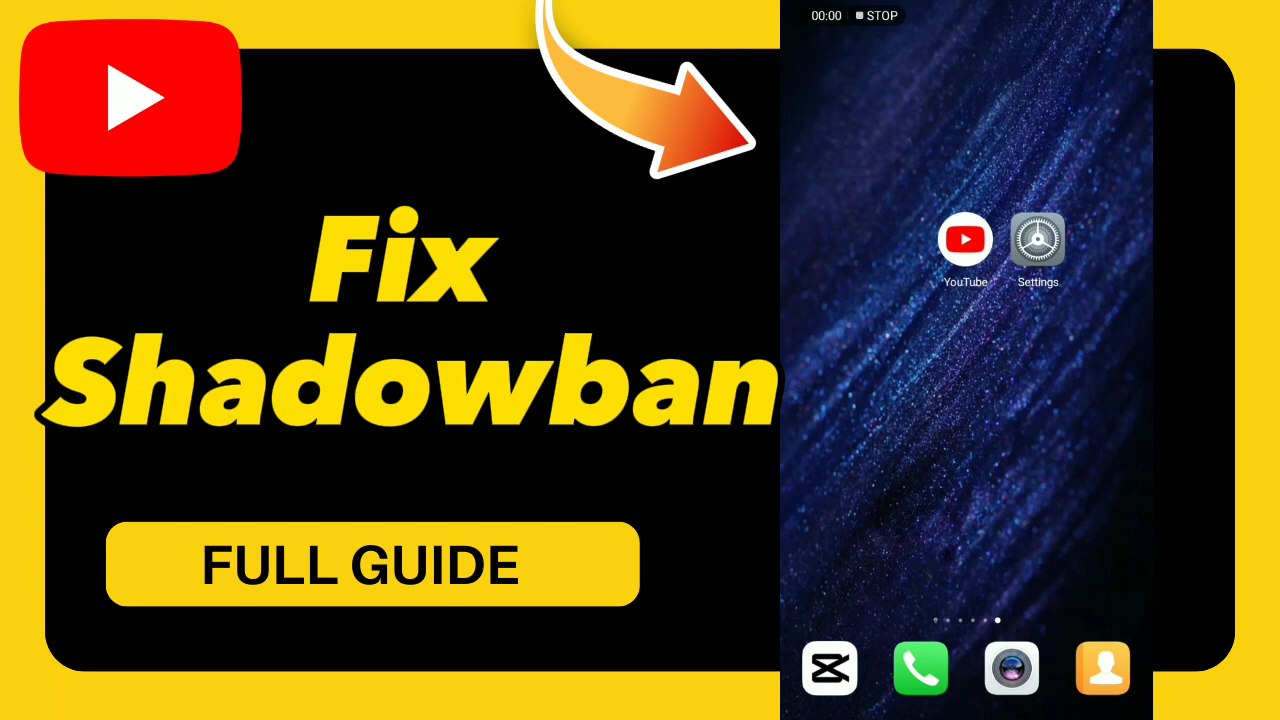 00:00 STOP
Fix
Shadowban
FULL GUIDE
YouTube
Settings